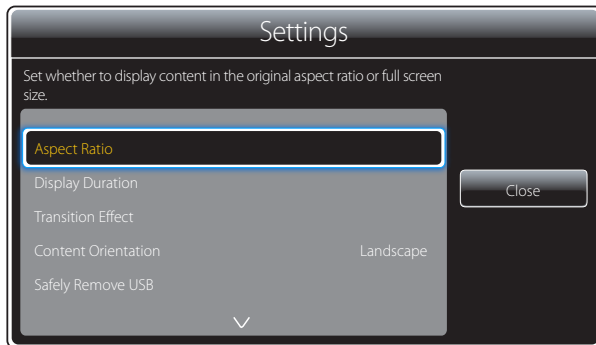 Settings
Set whether to display content in the original aspect ratio or full screen
size.
Aspect Ratio
Display Duration
Transition Effect
Content Orientation Landscape
Safely Remove USB
Close